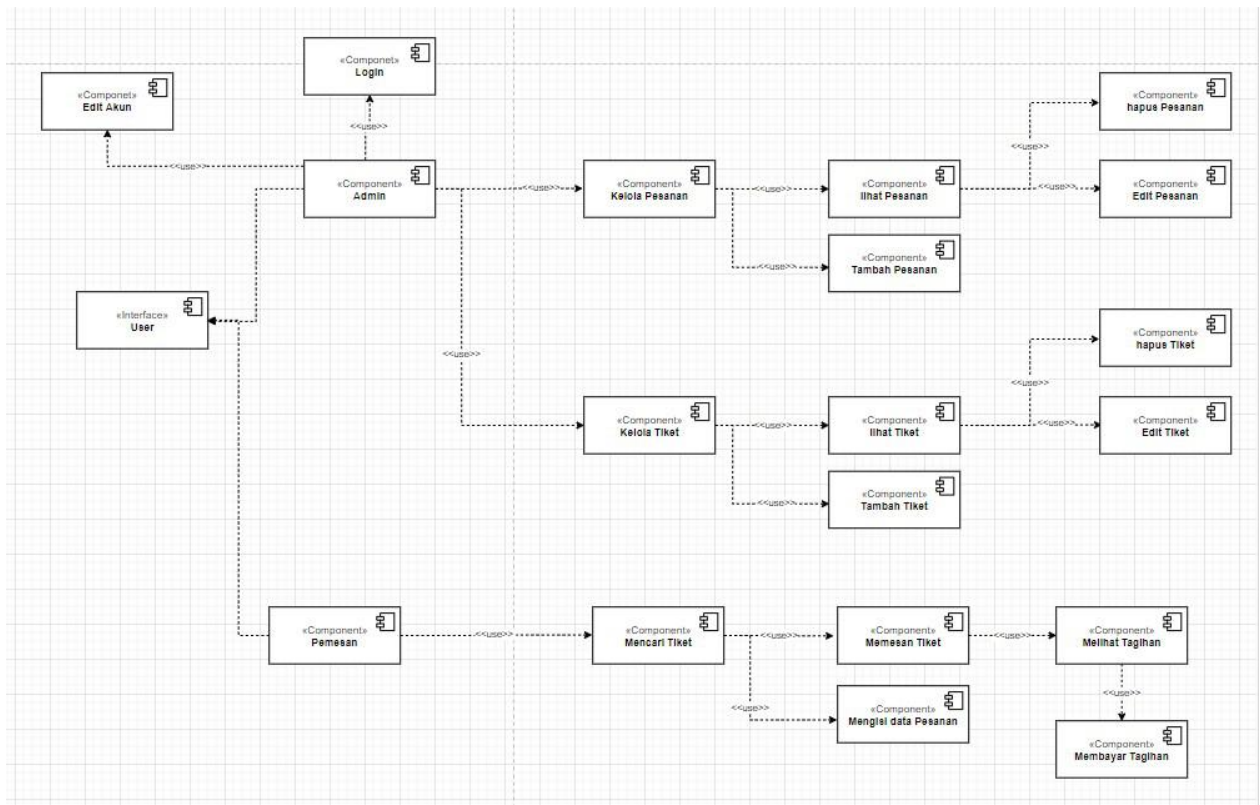 «Componet»
Login
«Componet»
Edit Akun
<<use>>
<<use>>
«Component»
Admin
<<use>>
«Component»
Kelola Pesanan
<<use>>
«Component»
lihat Pesanan
<<use>>
«Component»
hapus Pesanan
<<use>>
«Component»
Edit Pesanan
<<use>>
«Component»
Tambah Pesanan
«Interface»
User
<<use>>
«Component»
Kelola Tiket
<<use>>
«Component»
lihat Tiket
<<use>>
«Component»
hapus Tiket
<<use>>
«Component»
Edit Tiket
<<use>>
«Component»
Tambah Tiket
«Component»
Pemesan
<<use>>
«Component»
Mencari Tiket
<<use>>
«Component»
Memesan Tiket
<<use>>
«Component»
Melihat Tagihan
<<use>>
«Component»
Mengisi data Pesanan
<<use>>
«Component»
Membayar Tagihan